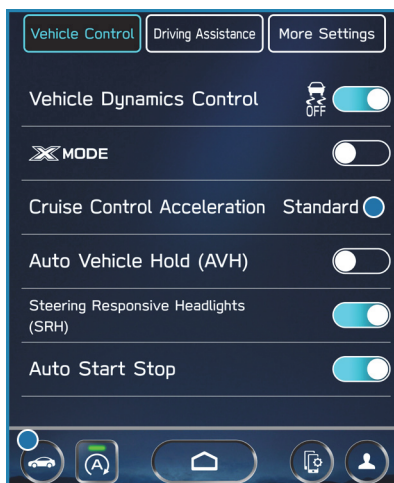 Vehicle Control Driving Assistance More Settings
Vehicle Dynamics Control OFF
X MODE
Cruise Control Acceleration Standard
Auto Vehicle Hold (AVH)
Steering Responsive Headlights
(SRH)
Auto Start Stop
A